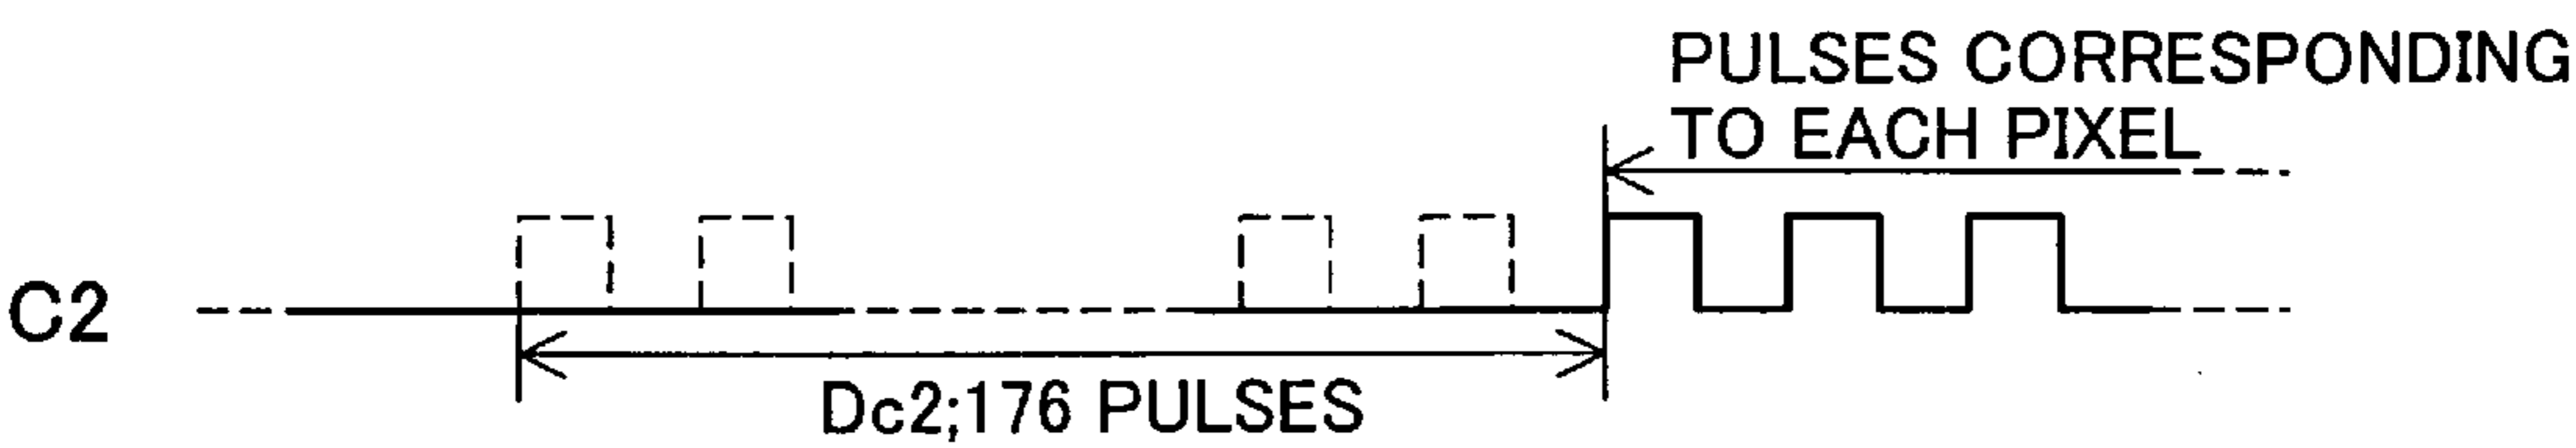 PULSES CORRESPONDING
TO EACH PIXEL
C2
Dc2;176 PULSES